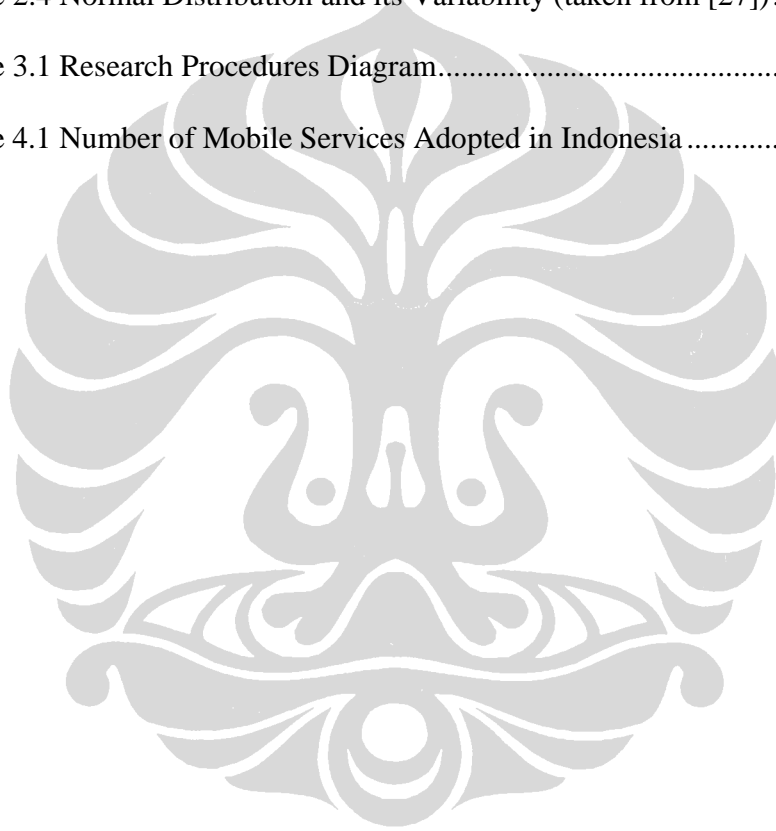 e 2.4 Normal Distribution and its Variability (taken from [27])
e 3.1 Research Procedures Diagram..........................................
e 4.1 Number of Mobile Services Adopted in Indonesia ...........